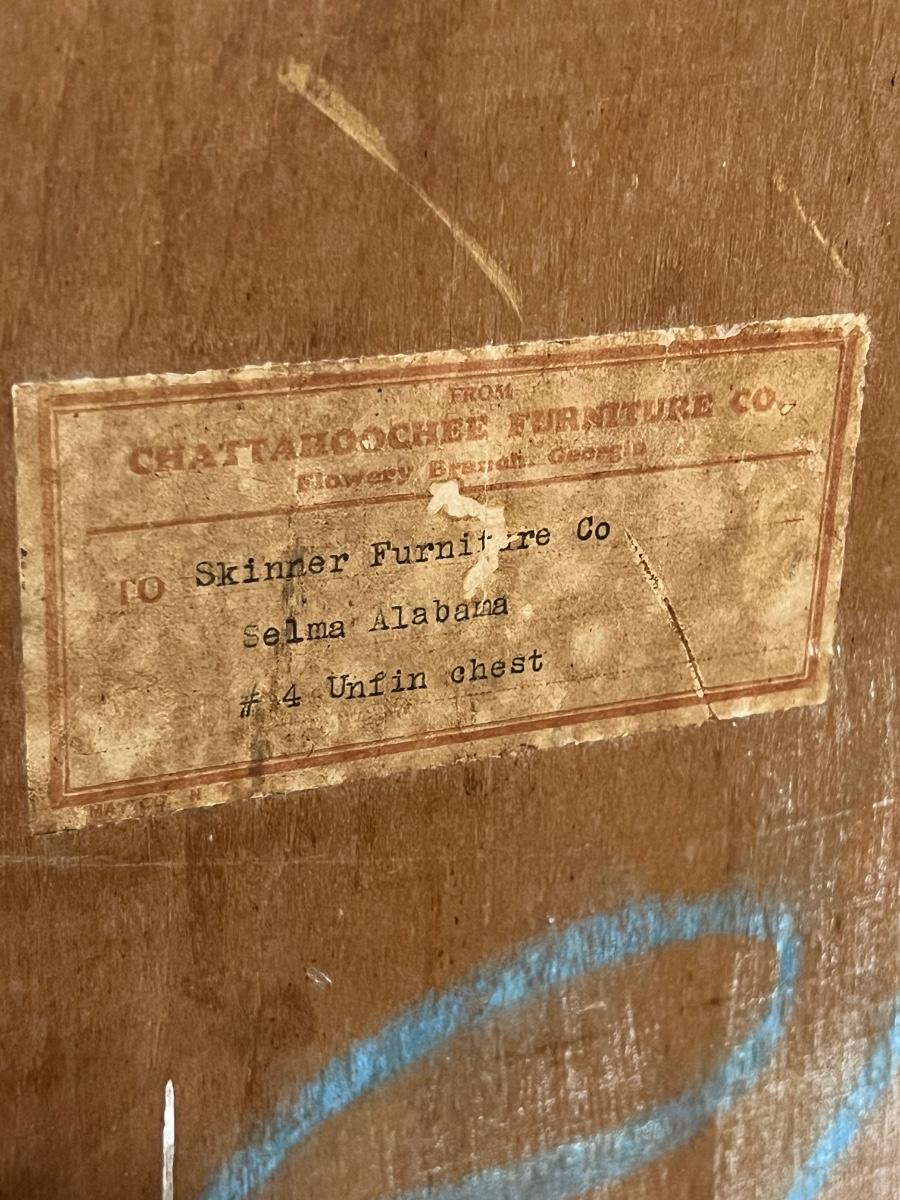 FROM
CHATTAHOOCHEE FURNITURE CO.
Flowery Branch, Georgia
TO Skinner Furniture Co
Selma Alabama
# 4 Unfin chest